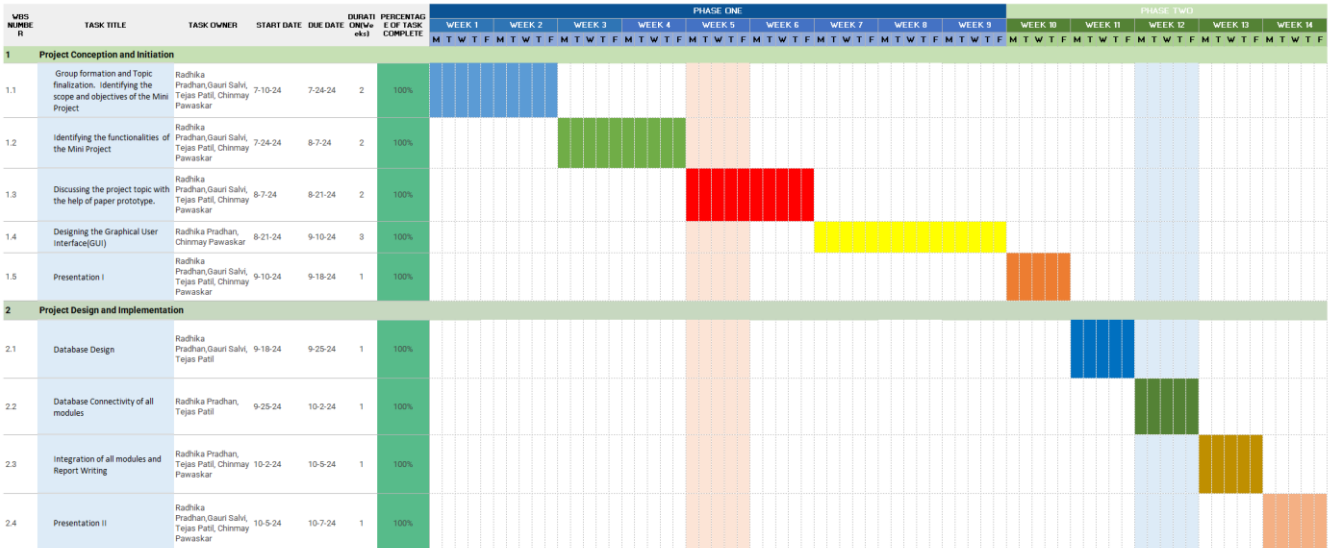 PHASE ONE PHASE TWO
WBS NUMBE R TASK TITLE TASK OWNER START DATE DUE DATE DURATI ON(We eks) PERCENTAG E OF TASK COMPLETE WEEK 1 WEEK 2 WEEK 3 WEEK 4 WEEK 5 WEEK 6 WEEK 7 WEEK 8 WEEK 9 WEEK 10 WEEK 11 WEEK 12 WEEK 13 WEEK 14
M T W T F M T W T F M T W T F M T W T F M T W T F M T W T F M T W T F M T W T F M T W T F M T W T F M T W T F M T W T F M T W T F M T W T F
1 Project Conception and Initiation
1.1
Group formation and Topic
finalization. Identifying the
scope and objectives of the Mini
Project
Radhika
Pradhan,Gauri Salvi,
Tejas Patil, Chinmay
Pawaskar
7-10-24 7-24-24 2 100%
1.2
Identifying the functionalities of
the Mini Project
Radhika
Pradhan,Gauri Salvi,
Tejas Patil, Chinmay
Pawaskar
7-24-24 8-7-24 2 100%
1.3
Discussing the project topic with
the help of paper prototype.
Radhika
Pradhan,Gauri Salvi,
Tejas Patil, Chinmay
Pawaskar
8-7-24 8-21-24 2 100%
1.4
Designing the Graphical User
Interface(GUI)
Radhika Pradhan,
Chinmay Pawaskar
8-21-24 9-10-24 3 100%
1.5
Presentation I
Radhika
Pradhan,Gauri Salvi,
Tejas Patil, Chinmay
Pawaskar
9-10-24 9-18-24 1 100%
2 Project Design and Implementation
2.1
Database Design
Radhika
Pradhan,Gauri Salvi,
Tejas Patil
9-18-24 9-25-24 1 100%
2.2
Database Connectivity of all
modules
Radhika Pradhan,
Tejas Patil
9-25-24 10-2-24 1 100%
2.3
Integration of all modules and
Report Writing
Radhika Pradhan,
Tejas Patil, Chinmay
Pawaskar
10-2-24 10-5-24 1 100%
2.4
Presentation II
Radhika
Pradhan,Gauri Salvi,
Tejas Patil, Chinmay
Pawaskar
10-5-24 10-7-24 1 100%